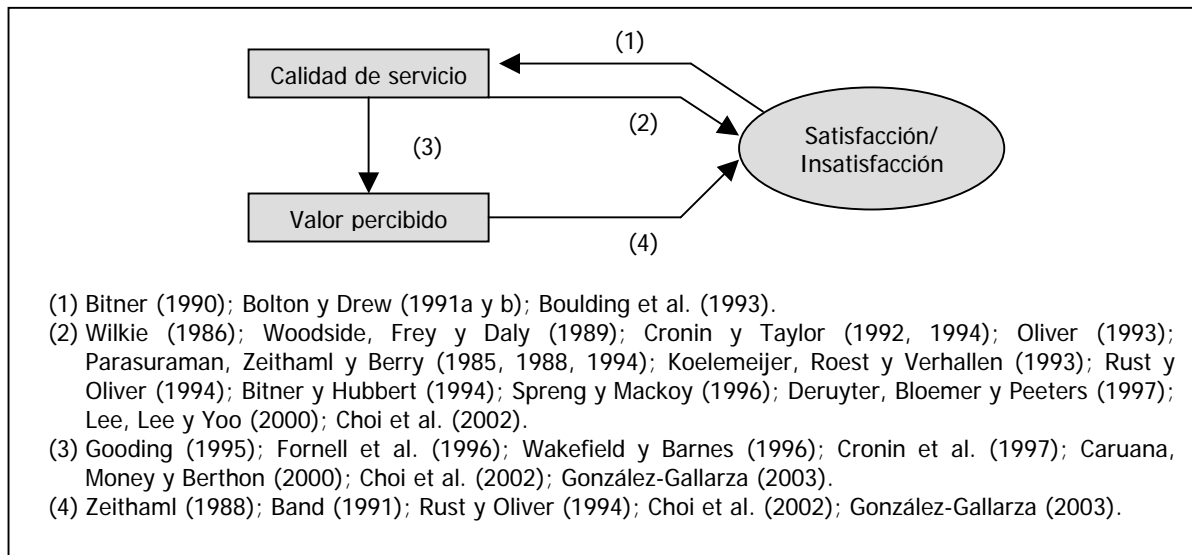 (1)
Calidad de servicio
(2)
Satisfacción/
Insatisfacción
(3)
Valor percibido
(4)
(1) Bitner (1990); Bolton y Drew (1991a y b); Boulding et al. (1993).
(2) Wilkie (1986); Woodside, Frey y Daly (1989); Cronin y Taylor (1992, 1994); Oliver (1993);
Parasuraman, Zeithaml y Berry (1985, 1988, 1994); Koelemeijer, Roest y Verhallen (1993); Rust y
Oliver (1994); Bitner y Hubbert (1994); Spreng y Mackoy (1996); Deruyter, Bloemer y Peeters (1997);
Lee, Lee y Yoo (2000); Choi et al. (2002).
(3) Gooding (1995); Fornell et al. (1996); Wakefield y Barnes (1996); Cronin et al. (1997); Caruana,
Money y Berthon (2000); Choi et al. (2002); González-Gallarza (2003).
(4) Zeithaml (1988); Band (1991); Rust y Oliver (1994); Choi et al. (2002); González-Gallarza (2003).